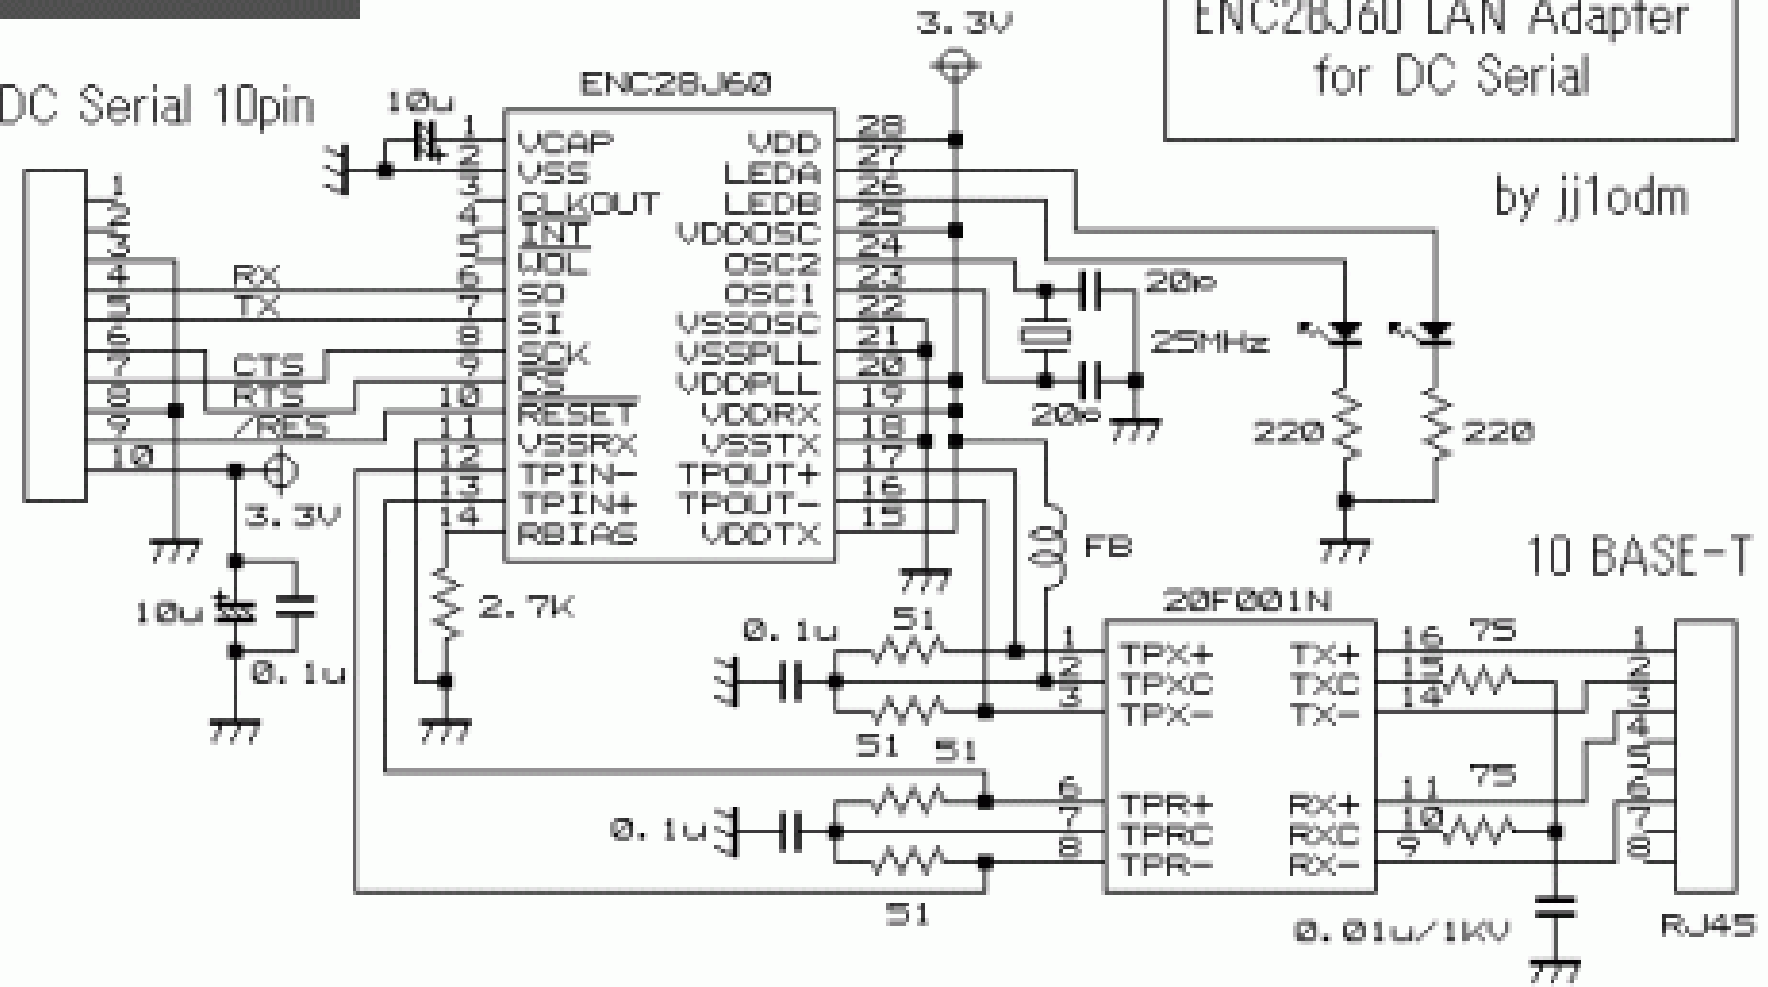 3.3V
ENC28J60 LAN Adapter
for DC Serial
by jj1odm
DC Serial 10pin
1
2
3
4
5
6
7
8
9
10
RX
TX
CTS
RTS
/RES
3.3V
10u
0.1u
10u
ENC28J60
1 VCAP
2 VSS
3 CLKOUT
4 INT
5 WOL
6 SO
7 SI
8 SCK
9 CS
10 RESET
11 VSSRX
12 TPIN-
13 TPIN+
14 RBIAS
VDD 28
LEDA 27
LEDB 26
VDDOSC 25
OSC2 24
OSC1 23
VSSOSC 22
VSSPLL 21
VDDPLL 20
VDDRX 19
VSSTX 18
TPOUT+ 17
TPOUT- 16
VDDTX 15
20p
25MHz
20p
220
220
2.7K
FB
10 BASE-T
0.1u
51
51
51
0.1u
51
20F001N
1 TPX+
2 TPXC
3 TPX-
6 TPR+
7 TPRC
8 TPR-
TX+ 16
TXC 15
TX- 14
RX+ 11
RXC 10
RX- 9
75
75
0.01u/1KV
1
2
3
4
5
6
7
8
RJ45